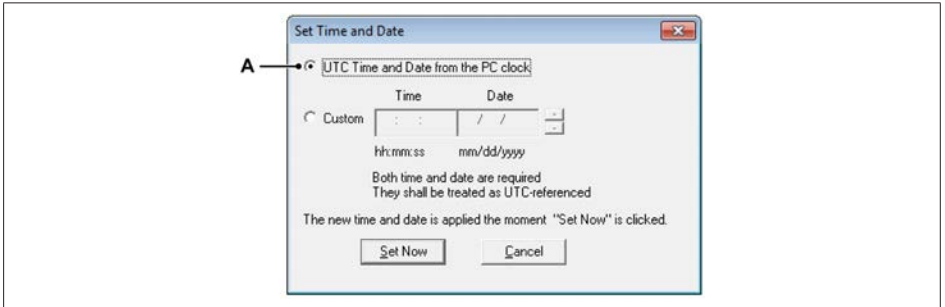 Set Time and Date
A
UTC Time and Date from the PC clock
Time Date
Custom : : / /
hh:mm:ss mm/dd/yyyy
Both time and date are required
They shall be treated as UTC-referenced
The new time and date is applied the moment "Set Now" is clicked.
Set Now Cancel